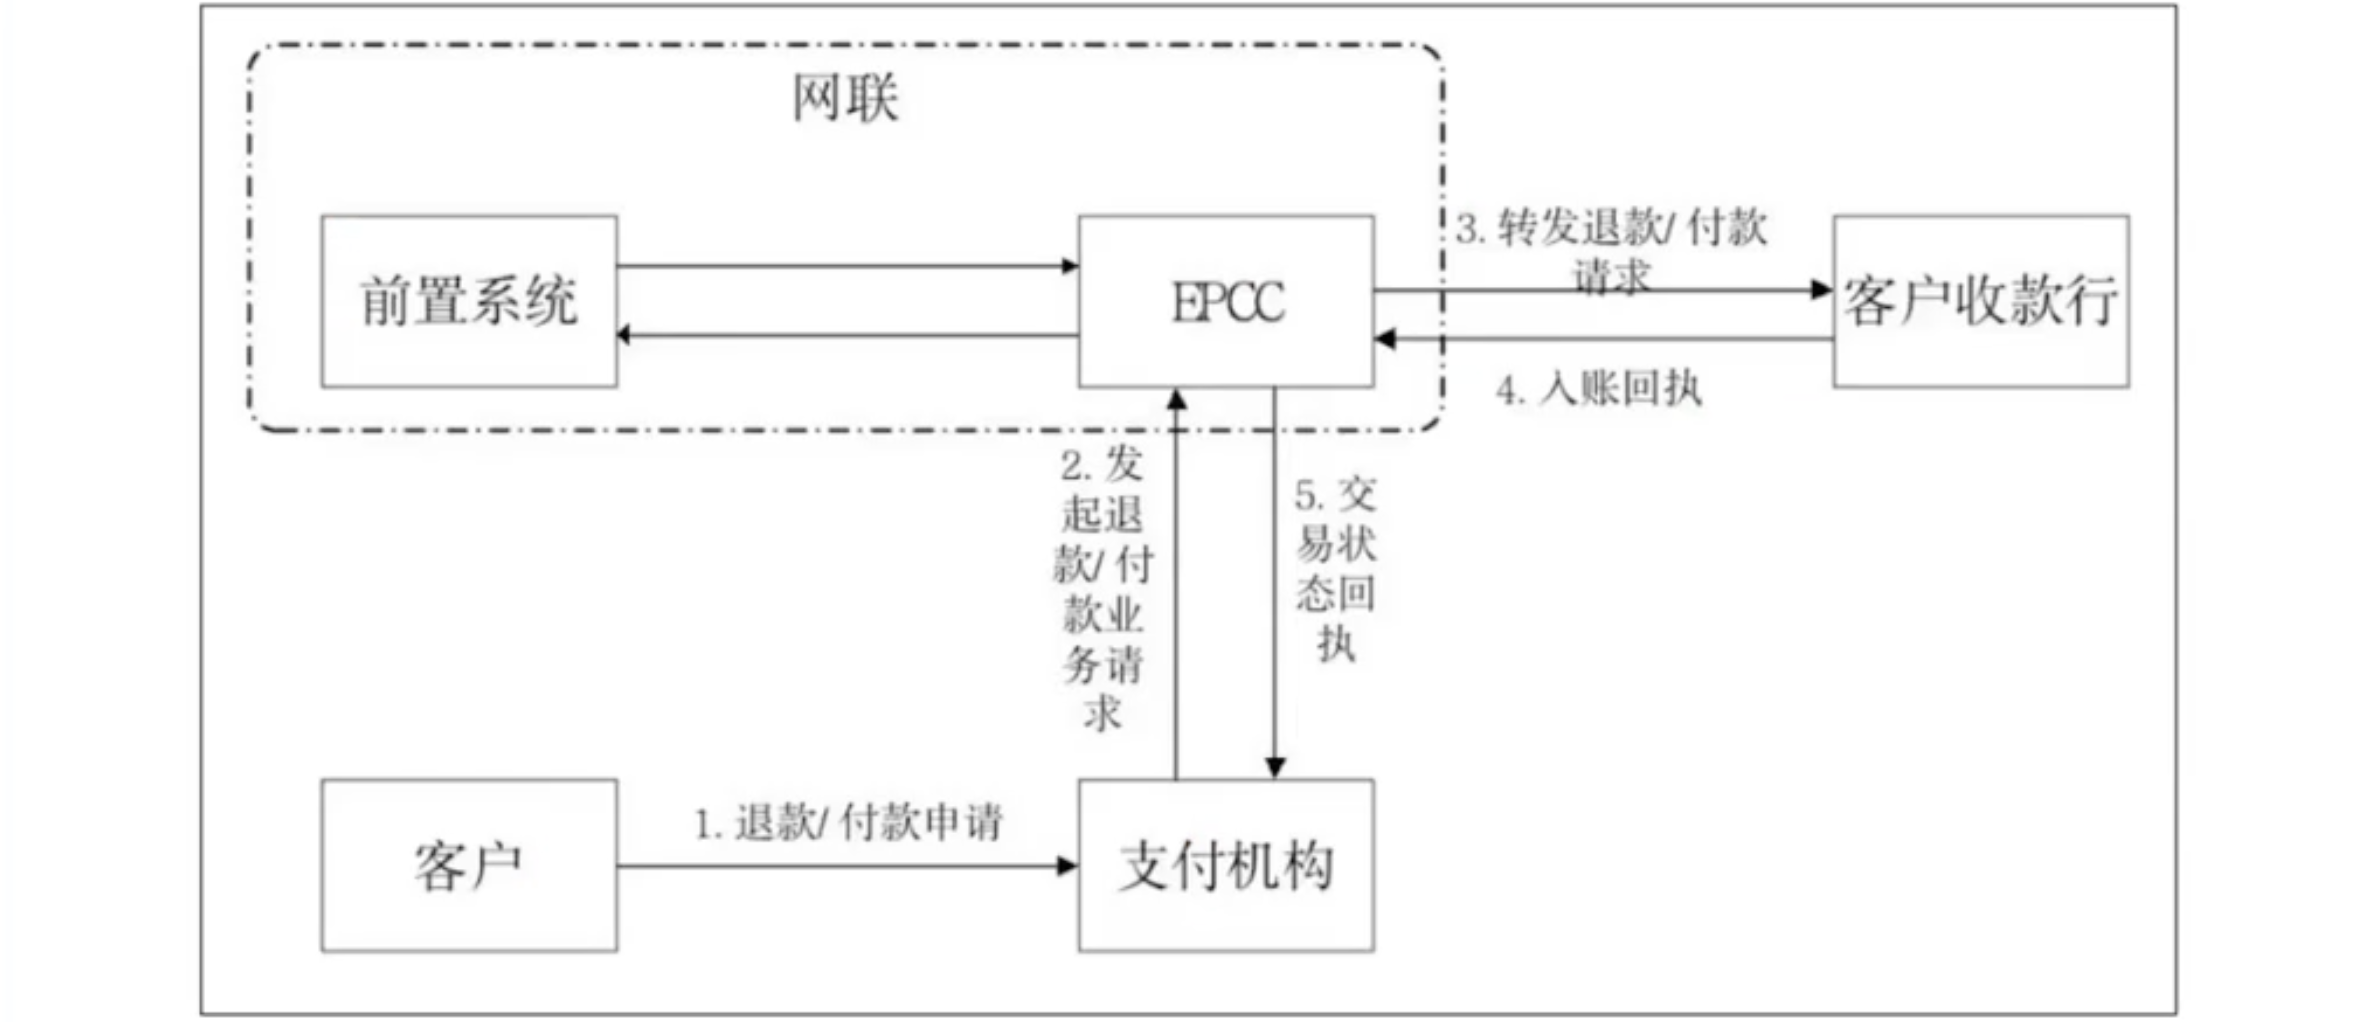 网联
前置系统
EPCC
3. 转发退款/付款
请求
客户收款行
4. 入账回执
2. 发
起退
款/付
款业
务请
求
5. 交
易状
态回
执
客户
1. 退款/付款申请
支付机构